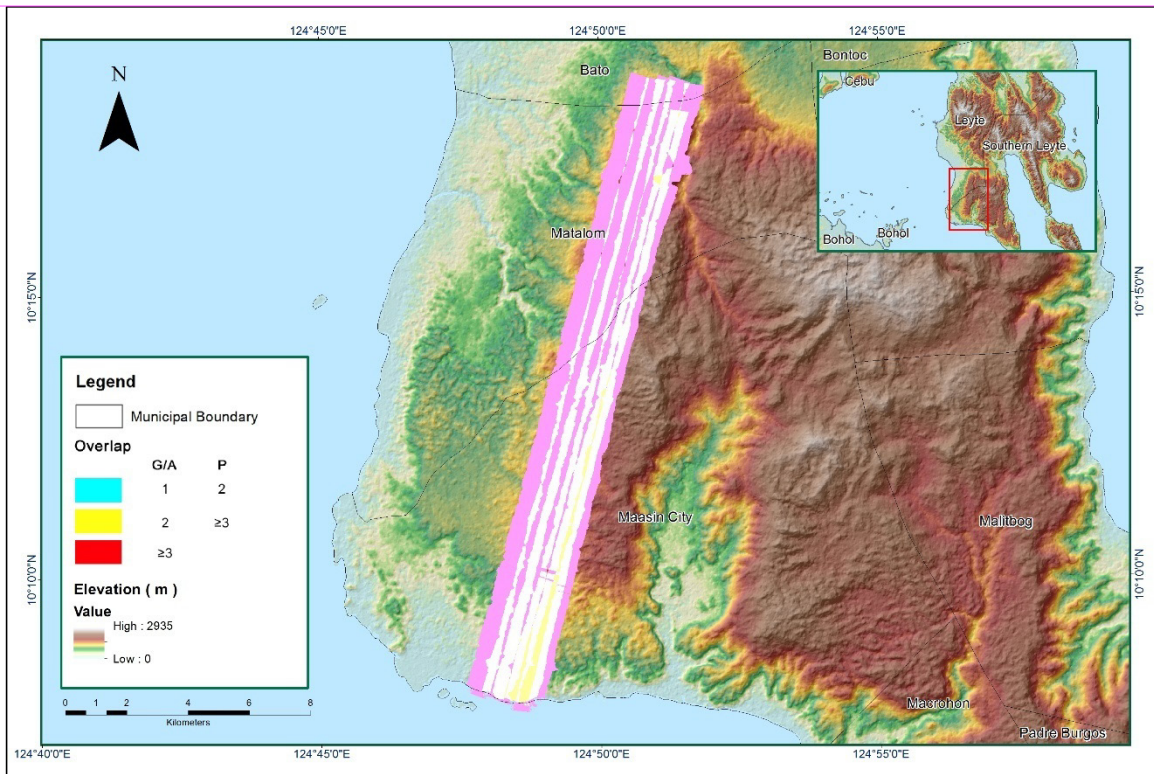 124°45'0"E
124°50'0"E
124°55'0"E
N
Bato
Bontoc
Cebu
Leyte
Southern Leyte
Bohol
Bohol
Matalom
10°15'0"N
10°15'0"N
Legend
Municipal Boundary
Overlap
G/A P
1 2
2 ≥3
≥3
Elevation ( m )
Value
High : 2935
Low : 0
0 1 2 4 6 8
Kilometers
Maasin City
Malitbog
10°10'0"N
10°10'0"N
Macrohon
Padre Burgos
124°40'0"E
124°45'0"E
124°50'0"E
124°55'0"E